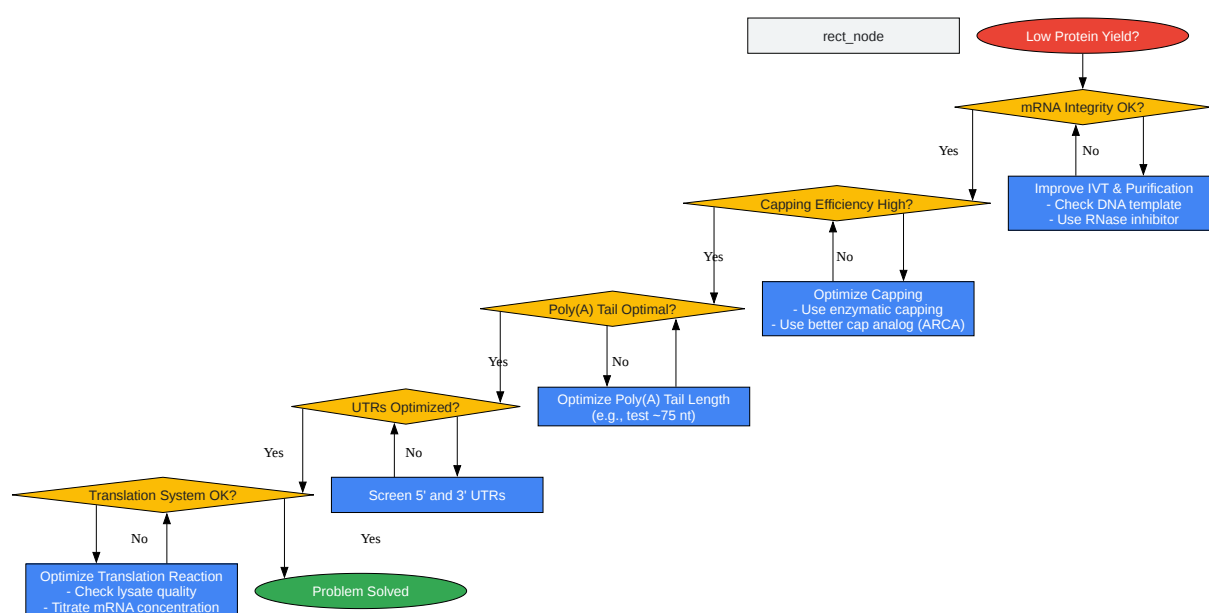 rect_node
Low Protein Yield?
mRNA Integrity OK?
Yes
No
Improve IVT & Purification
- Check DNA template
- Use RNase inhibitor
Capping Efficiency High?
Yes
No
Optimize Capping
- Use enzymatic capping
- Use better cap analog (ARCA)
Poly(A) Tail Optimal?
Yes
No
Optimize Poly(A) Tail Length
(e.g., test ~75 nt)
UTRs Optimized?
Yes
No
Screen 5' and 3' UTRs
Translation System OK?
No
Yes
Optimize Translation Reaction
- Check lysate quality
- Titrate mRNA concentration
Problem Solved